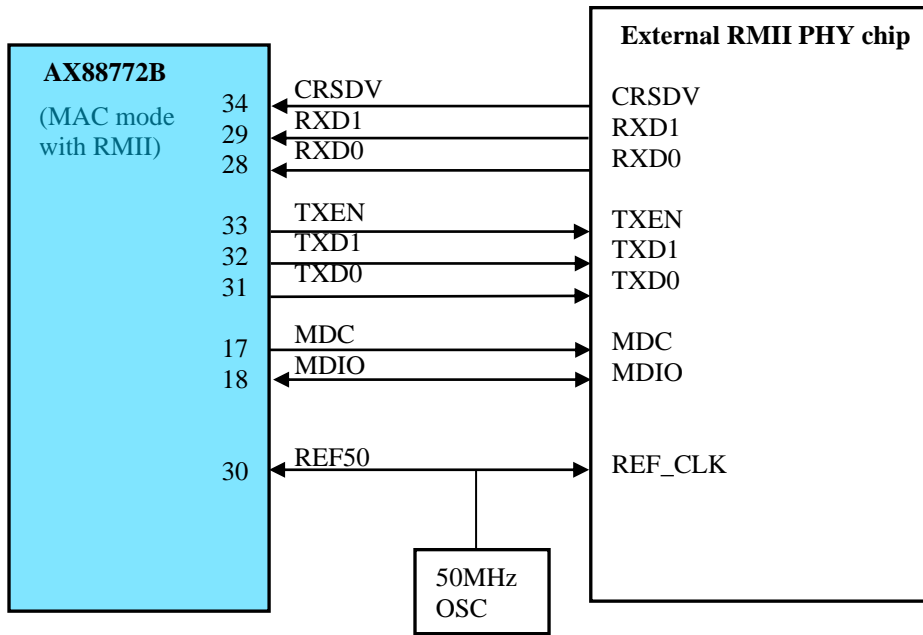 AX88772B
(MAC mode
with RMII)
External RMII PHY chip
34 CRSDV CRSDV
29 RXD1 RXD1
28 RXD0 RXD0
33 TXEN TXEN
32 TXD1 TXD1
31 TXD0 TXD0
17 MDC MDC
18 MDIO MDIO
30 REF50 REF_CLK
50MHz
OSC